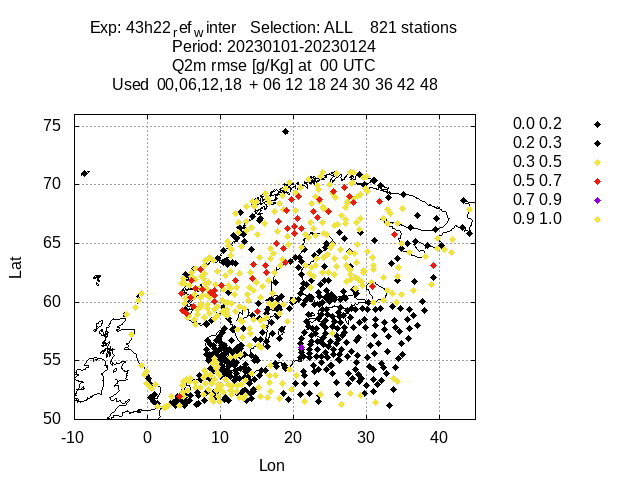 Exp: 43h22refwinter Selection: ALL 821 stations
Period: 20230101-20230124
Q2m rmse [g/Kg] at 00 UTC
Used 00,06,12,18 + 06 12 18 24 30 36 42 48
75
70
65
60
55
50
Lat
-10 0 10 20 30 40
Lon
0.0 0.2
0.2 0.3
0.3 0.5
0.5 0.7
0.7 0.9
0.9 1.0